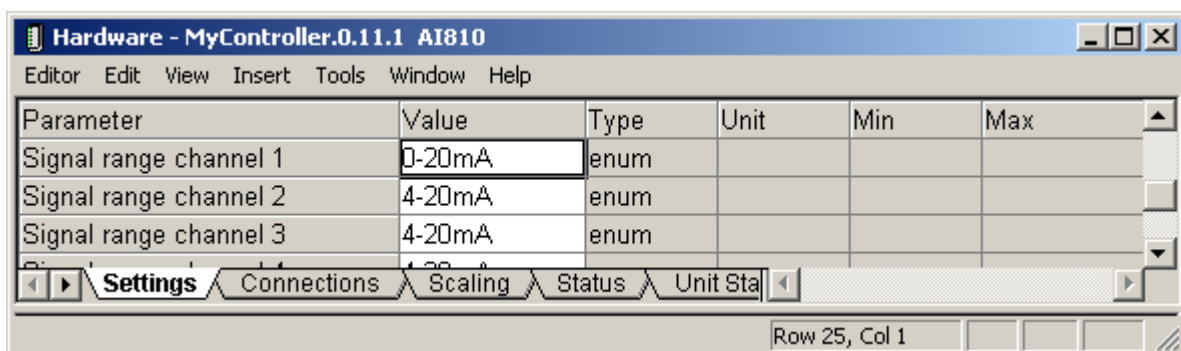 Hardware - MyController.0.11.1 AI810
Editor Edit View Insert Tools Window Help
Parameter Value Type Unit Min Max
Signal range channel 1 0-20mA enum
Signal range channel 2 4-20mA enum
Signal range channel 3 4-20mA enum
Settings Connections Scaling Status Unit Sta
Row 25, Col 1